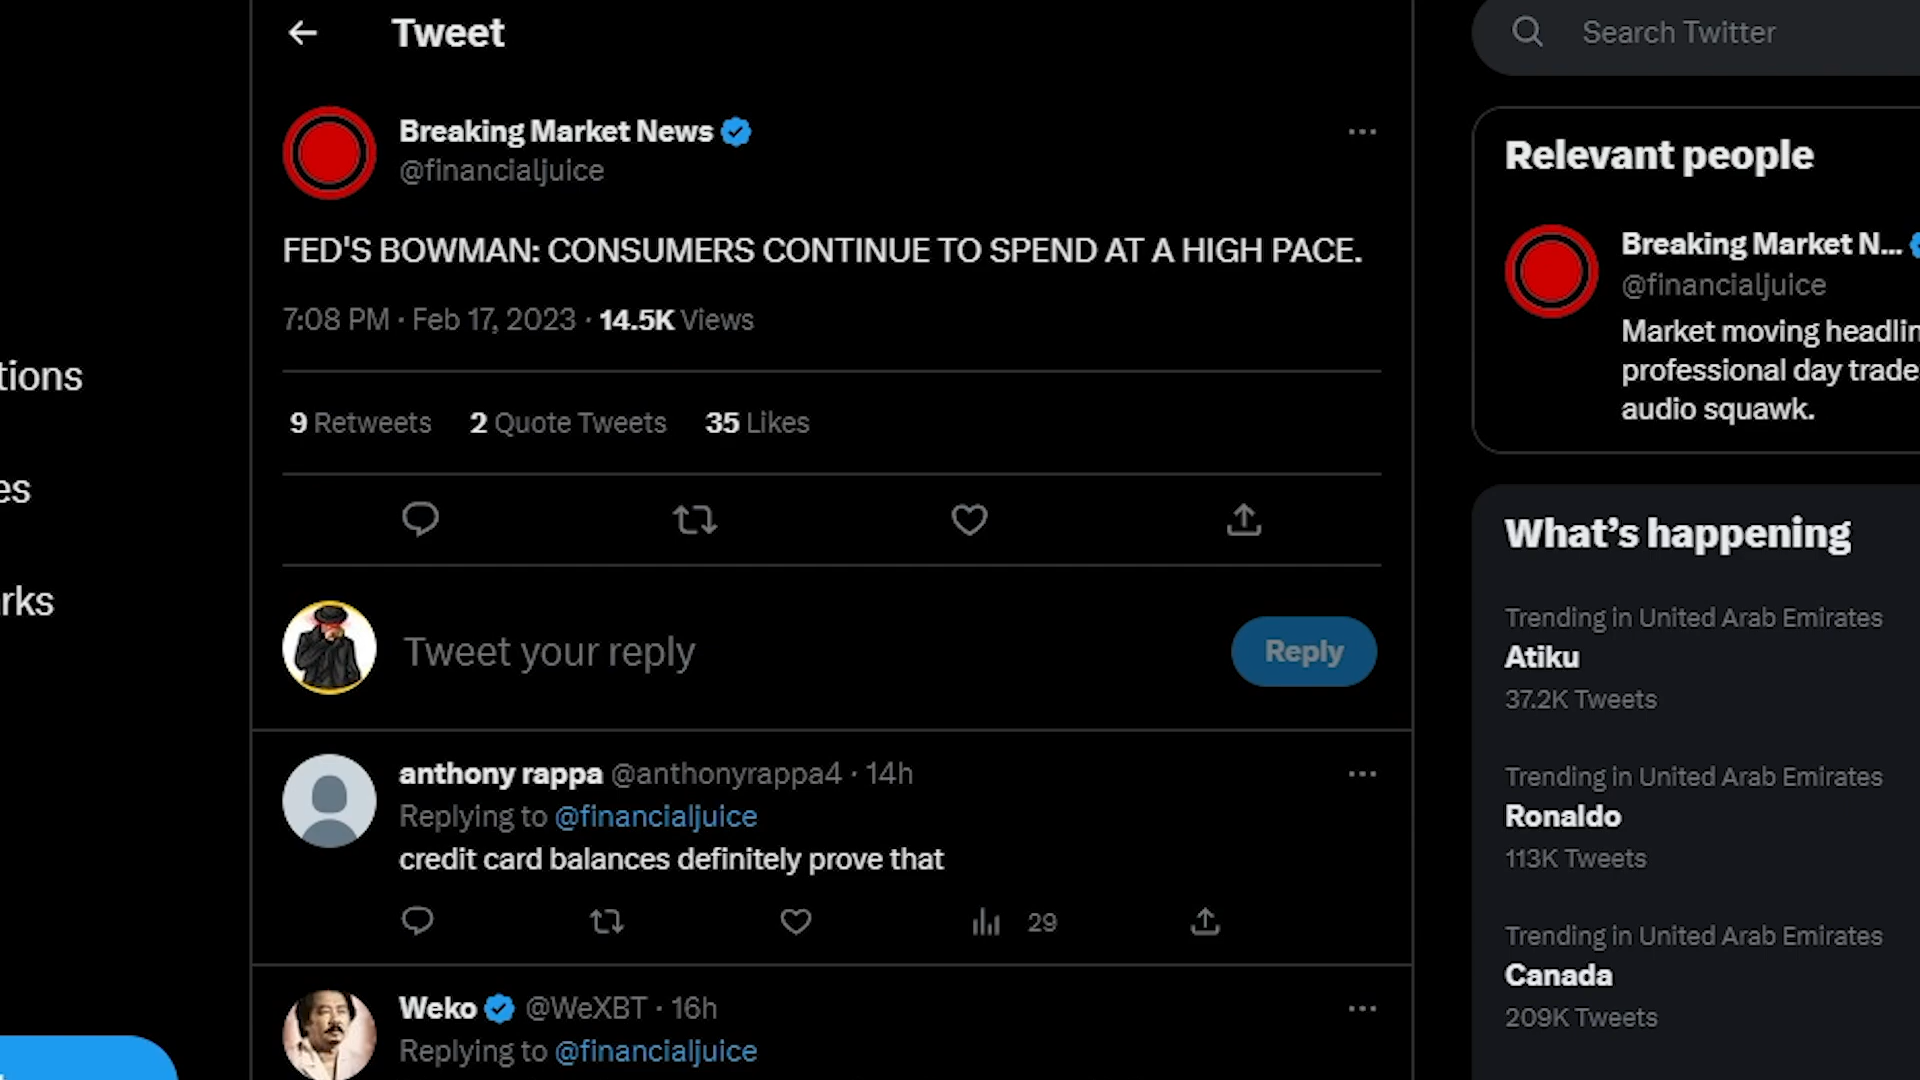 Tweet
Breaking Market News
@financialjuice
FED'S BOWMAN: CONSUMERS CONTINUE TO SPEND AT A HIGH PACE.
7:08 PM · Feb 17, 2023 · 14.5K Views
9 Retweets 2 Quote Tweets 35 Likes
Tweet your reply
Reply
anthony rappa @anthonyrappa4 · 14h
Replying to @financialjuice
credit card balances definitely prove that
29
Weko @WeXBT · 16h
Replying to @financialjuice
tions
es
rks
Search Twitter
Relevant people
Breaking Market N...
@financialjuice
Market moving headlin
professional day trade
audio squawk.
What's happening
Trending in United Arab Emirates
Atiku
37.2K Tweets
Trending in United Arab Emirates
Ronaldo
113K Tweets
Trending in United Arab Emirates
Canada
209K Tweets